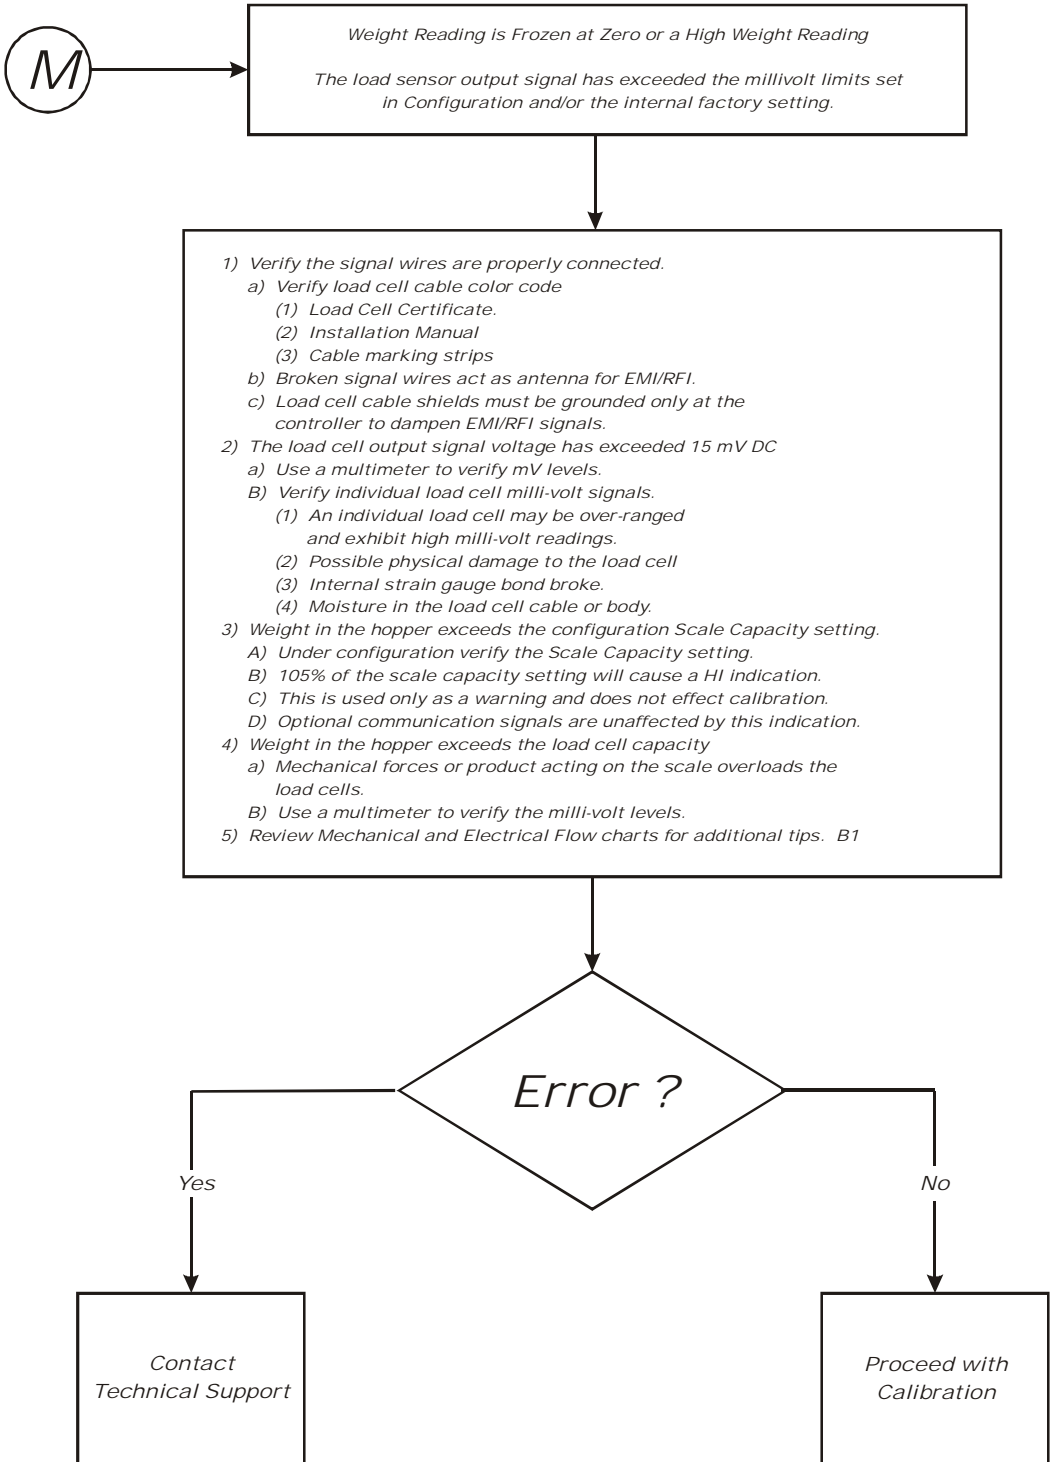 M
Weight Reading is Frozen at Zero or a High Weight Reading
The load sensor output signal has exceeded the millivolt limits set
in Configuration and/or the internal factory setting.
1) Verify the signal wires are properly connected.
a) Verify load cell cable color code
(1) Load Cell Certificate.
(2) Installation Manual
(3) Cable marking strips
b) Broken signal wires act as antenna for EMI/RFI.
c) Load cell cable shields must be grounded only at the
controller to dampen EMI/RFI signals.
2) The load cell output signal voltage has exceeded 15 mV DC
a) Use a multimeter to verify mV levels.
B) Verify individual load cell milli-volt signals.
(1) An individual load cell may be over-ranged
and exhibit high milli-volt readings.
(2) Possible physical damage to the load cell
(3) Internal strain gauge bond broke.
(4) Moisture in the load cell cable or body.
3) Weight in the hopper exceeds the configuration Scale Capacity setting.
A) Under configuration verify the Scale Capacity setting.
B) 105% of the scale capacity setting will cause a HI indication.
C) This is used only as a warning and does not effect calibration.
D) Optional communication signals are unaffected by this indication.
4) Weight in the hopper exceeds the load cell capacity
a) Mechanical forces or product acting on the scale overloads the
load cells.
B) Use a multimeter to verify the milli-volt levels.
5) Review Mechanical and Electrical Flow charts for additional tips. B1
Error ?
Yes
No
Contact
Technical Support
Proceed with
Calibration